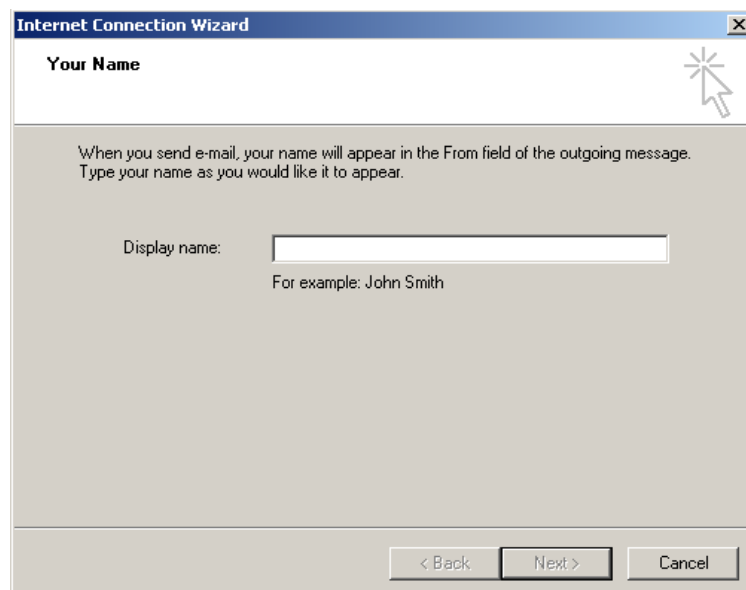 Internet Connection Wizard
Your Name
When you send e-mail, your name will appear in the From field of the outgoing message.
Type your name as you would like it to appear.
Display name:
For example: John Smith
< Back
Next >
Cancel